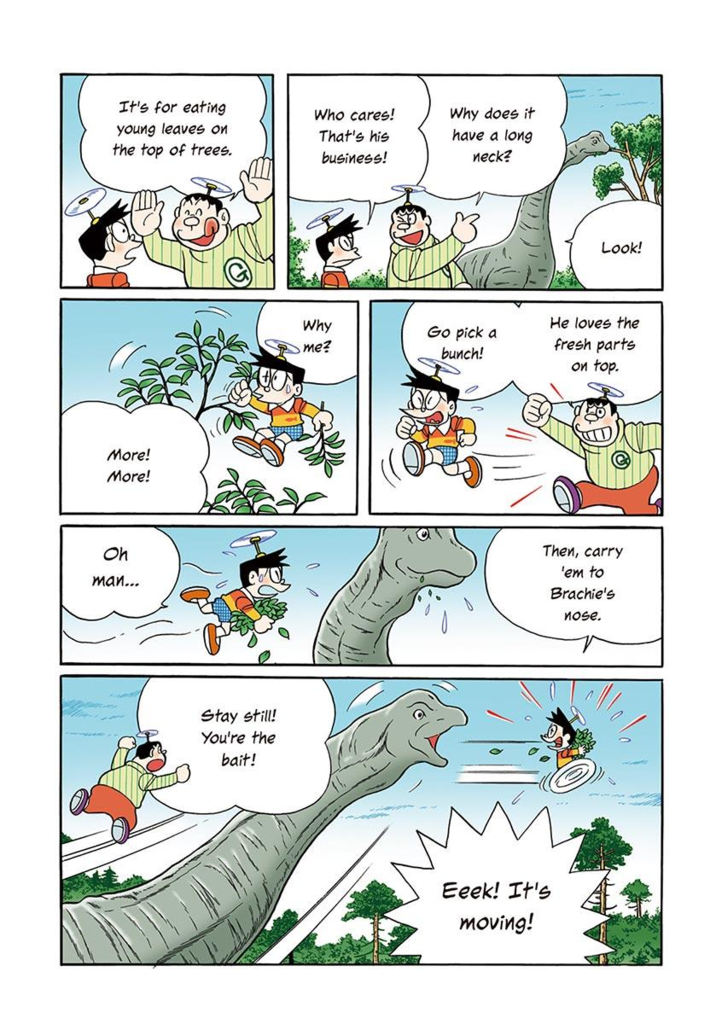 Look!
Why does it
have a long
neck?
Who cares!
That's his
business!
It's for eating
young leaves on
the top of trees.
G
He loves the
fresh parts
on top.
Go pick a
bunch!
G
Why
me?
More!
More!
Then, carry
'em to
Brachie's
nose.
Oh
man...
Stay still!
You're the
bait!
Eeek! It's
moving!